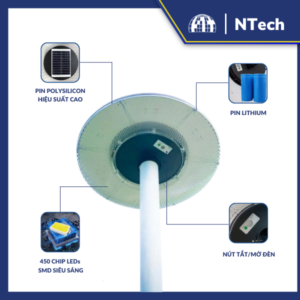 NTech
PIN POLYSILICON
HIỆU SUẤT CAO
PIN LITHIUM
450 CHIP LEDs
SMD SIÊU SÁNG
NÚT TẮT/MỞ ĐÈN